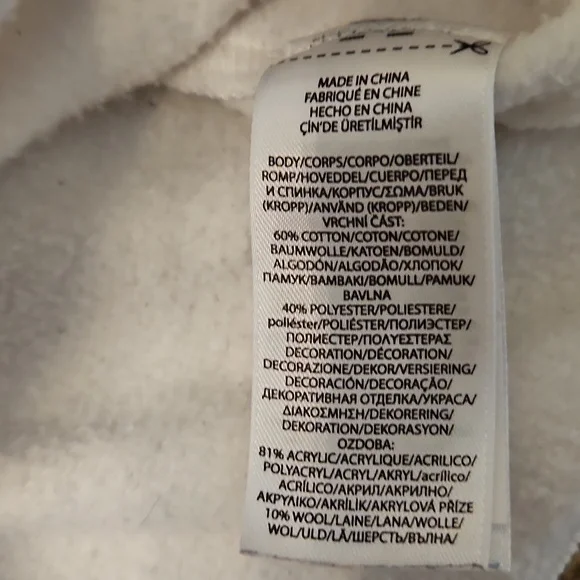 MADE IN CHINA
FABRIQUÉ EN CHINE
HECHO EN CHINA
ÇİN'DE ÜRETİLMİŞTİR
BODY/CORPS/CORPO/OBERTEIL/
ROMP/HOVEDDEL/CUERPO/ПЕРЕД
И СПИНКА/КОРПУС/ΣΩΜΑ/BRUK
(KROPP)/ANVÄND (KROPP)/BEDEN/
VRCHNÍ ČÁST:
60% COTTON/COTON/COTONE/
BAUMWOLLE/KATOEN/BOMULD/
ALGODÓN/ALGODÃO/ХЛОПОК/
ПАМУК/ΒΑΜΒΑΚΙ/BOMULL/PAMUK/
BAVLNA
40% POLYESTER/POLIESTERE/
poliéster/POLIÉSTER/ПОЛИЭСТЕР/
ПОЛИЕСТЕР/ΠΟΛΥΕΣΤΕΡΑΣ
DECORATION/DÉCORATION/
DECORAZIONE/DEKOR/VERSIERING/
DECORACIÓN/DECORAÇÃO/
ДЕКОРАТИВНАЯ ОТДЕЛКА/УКРАСА/
ΔΙΑΚΟΣΜΗΣΗ/DEKORERING/
DEKORATION/DEKORASYON/
OZDOBA:
81% ACRYLIC/ACRYLIQUE/ACRILICO/
POLYACRYL/ACRYL/AKRYL/acrílico/
ACRÍLICO/АКРИЛ/АКРИЛНО/
ΑΚΡΥΛΙΚΟ/AKRİLİK/AKRYLOVÁ PŘÍZE
10% WOOL/LAINE/LANA/WOLLE/
WOL/ULD/LÃ/ШЕРСТЬ/ВЪЛНА/